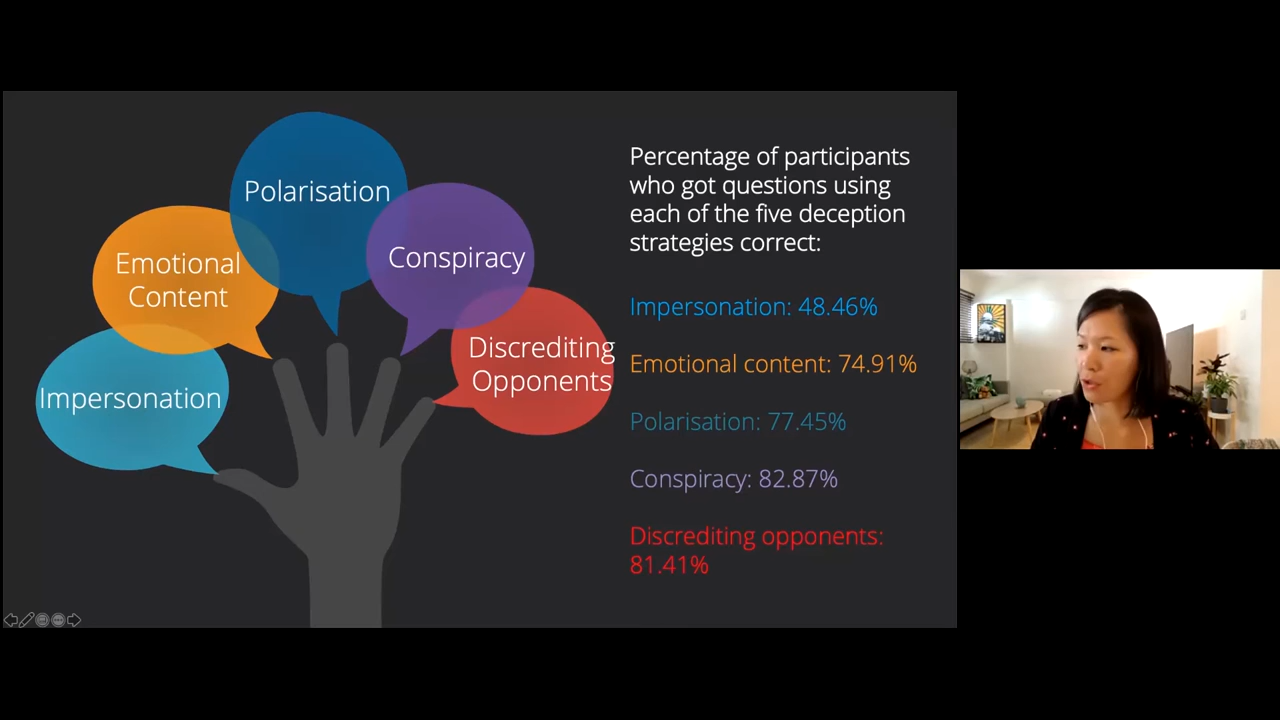 Polarisation
Emotional
Content
Conspiracy
Impersonation
Discrediting
Opponents
Percentage of participants
who got questions using
each of the five deception
strategies correct:
Impersonation: 48.46%
Emotional content: 74.91%
Polarisation: 77.45%
Conspiracy: 82.87%
Discrediting opponents:
81.41%